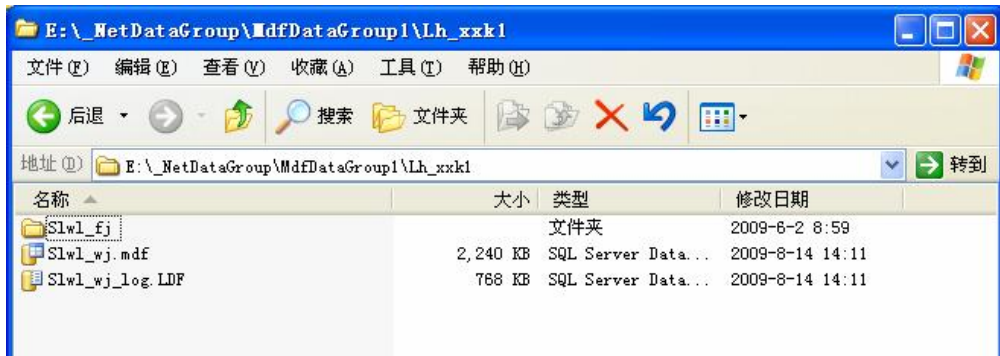 E:\_NetDataGroup\MdfDataGroup1\Lh_xxk1
文件(F) 编辑(E) 查看(V) 收藏(A) 工具(T) 帮助(H)
后退 搜索 文件夹
地址(D) E:\_NetDataGroup\MdfDataGroup1\Lh_xxk1 转到
名称 大小 类型 修改日期
Slwl_fj 文件夹 2009-6-2 8:59
Slwl_wj.mdf 2,240 KB SQL Server Data... 2009-8-14 14:11
Slwl_wj_log.LDF 768 KB SQL Server Data... 2009-8-14 14:11